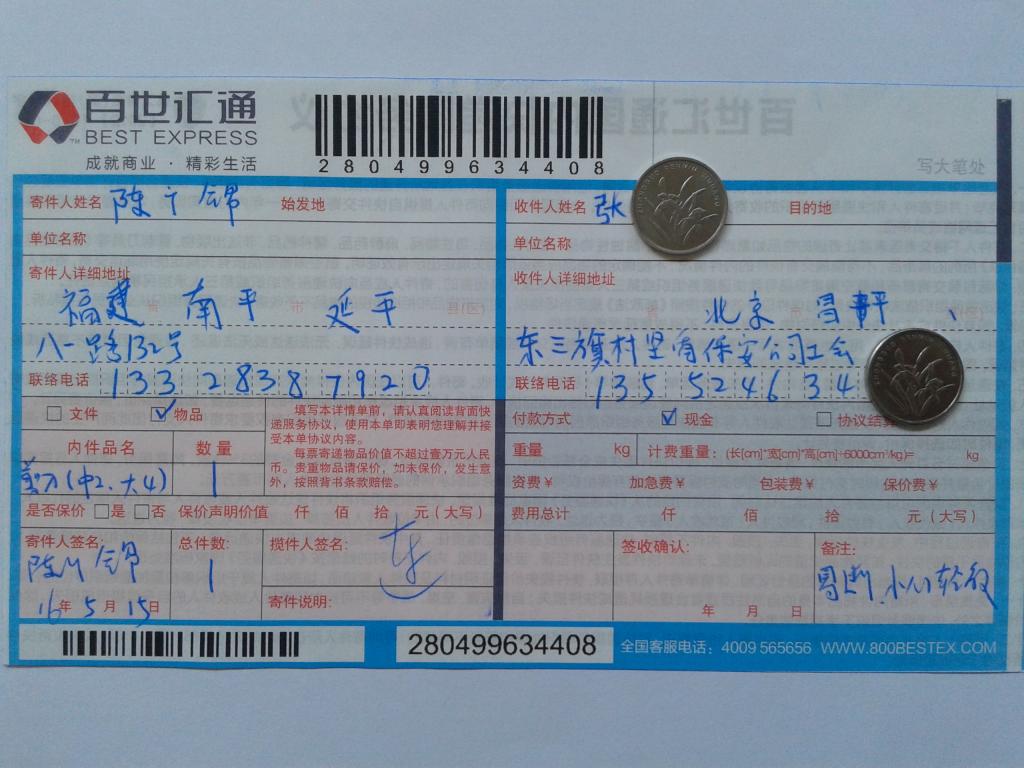 百世汇通
BEST EXPRESS
成就商业 · 精彩生活
280499634408
寄件人姓名 陈 锦 始发地
单位名称
寄件人详细地址
福建 南平 市 延平 县(区)
八一路132号
联络电话 133 2838 7920
文件 物品
内件品名 数量
剪刀(中2、大4) 1
填写本详情单前，请认真阅读背面快
递服务协议，使用本单即表明您理解并接
受本单协议内容。
每票寄递物品价值不超过壹万元人民
币。贵重物品请保价，如未保价，发生意
外，按照背书条款赔偿。
是否保价 是 否 保价声明价值 仟 佰 拾 元（大写）
寄件人签名: 总件数: 揽件人签名:
陈 锦 1
16年 5月 15日
寄件说明:
收件人姓名 张 目的地
单位名称
收件人详细地址
北京 昌平
东三旗村 保安公司工会
联络电话 135 5246 34
付款方式 现金 协议结算
重量 kg 计费重量: (长[cm]*宽[cm]*高[cm]÷6000cm³/kg)= kg
资费¥ 加急费¥ 包装费¥ 保价费¥
费用总计 仟 佰 拾 元（大写）
签收确认: 备注:
易断、小心轻放
年 月 日
280499634408 全国客服电话: 4009 565656 WWW.800BESTEX.COM